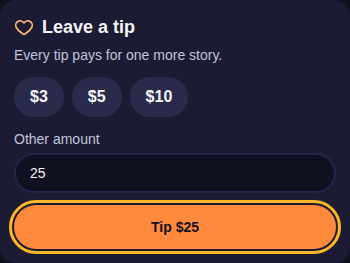 Leave a tip
Every tip pays for one more story.
$3 $5 $10
Other amount
25
Tip $25